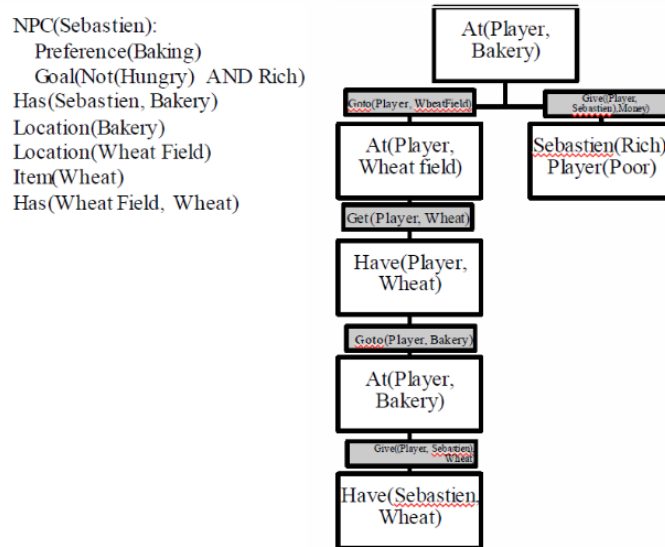 NPC(Sebastien):
Preference(Baking)
Goal(Not(Hungry) AND Rich)
Has(Sebastien, Bakery)
Location(Bakery)
Location(Wheat Field)
Item(Wheat)
Has(Wheat Field, Wheat)
At(Player,
Bakery)
Goto(Player, WheatField)
Give((Player,
Sebastien),Money)
At(Player,
Wheat field)
Sebastien(Rich)
Player(Poor)
Get (Player, Wheat)
Have(Player,
Wheat)
Goto(Player, Bakery)
At(Player,
Bakery)
Give((Player, Sebastien),
Wheat)
Have(Sebastien,
Wheat)